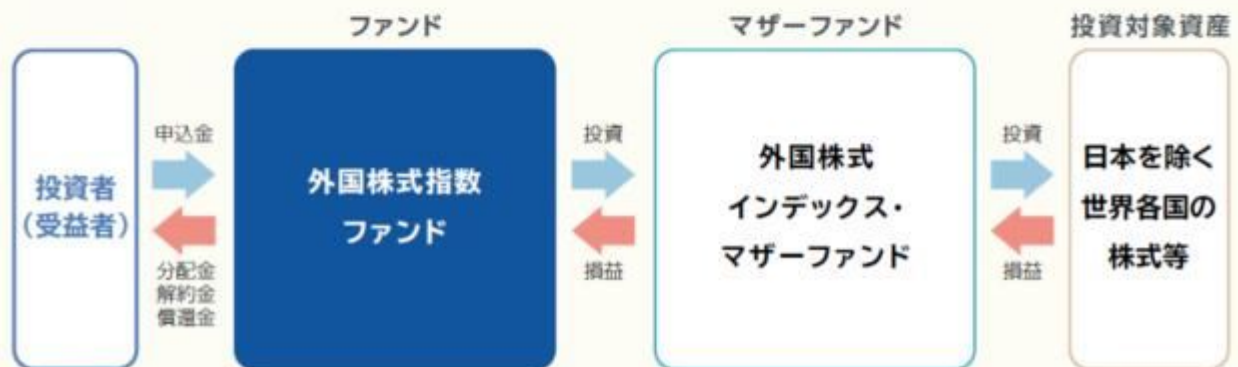 ファンド
マザーファンド
投資対象資産
投資者
(受益者)
申込金
分配金
解約金
償還金
外国株式指数
ファンド
投資
損益
外国株式
インデックス・
マザーファンド
投資
損益
日本を除く
世界各国の
株式等